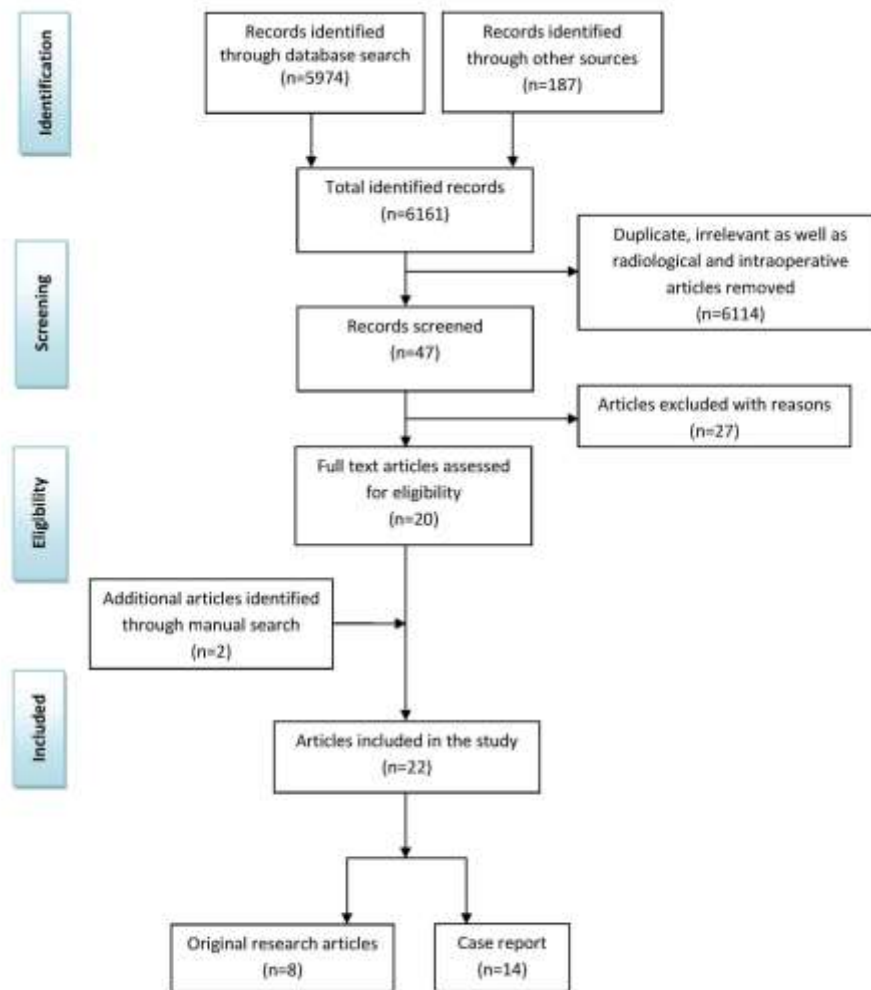 Identification
Records identified
through database search
(n=5974)
Records identified
through other sources
(n=187)
Total identified records
(n=6161)
Screening
Duplicate, irrelevant as well as
radiological and intraoperative
articles removed
(n=6114)
Records screened
(n=47)
Articles excluded with reasons
(n=27)
Eligibility
Full text articles assessed
for eligibility
(n=20)
Additional articles identified
through manual search
(n=2)
Included
Articles included in the study
(n=22)
Original research articles
(n=8)
Case report
(n=14)